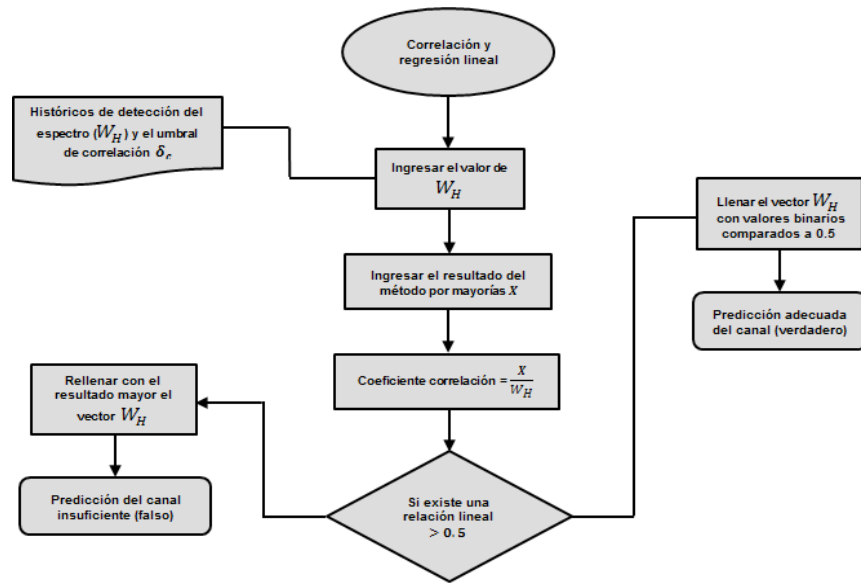 Correlación y
regresión lineal
Históricos de detección del
espectro (W_H) y el umbral
de correlación δ_c
Ingresar el valor de
W_H
Llenar el vector W_H
con valores binarios
comparados a 0.5
Ingresar el resultado del
método por mayorías X
Predicción adecuada
del canal (verdadero)
Rellenar con el
resultado mayor el
vector W_H
Coeficiente correlación = X/W_H
Predicción del canal
insuficiente (falso)
Si existe una
relación lineal
> 0.5